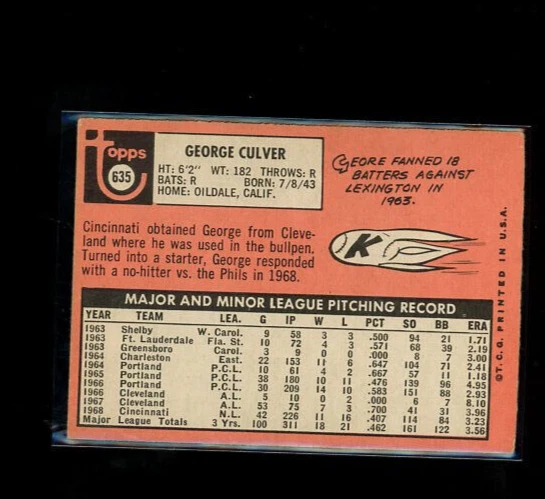 topps
635
GEORGE CULVER
HT: 6'2" WT: 182 THROWS: R
BATS: R BORN: 7/8/43
HOME: OILDALE, CALIF.
GEORE FANNED 18
BATTERS AGAINST
LEXINGTON IN
1963.
K
Cincinnati obtained George from Cleve-
land where he was used in the bullpen.
Turned into a starter, George responded
with a no-hitter vs. the Phils in 1968.
MAJOR AND MINOR LEAGUE PITCHING RECORD
YEAR TEAM LEA. G IP W L PCT SO BB ERA
1963 Shelby W. Carol. 9 58 3 3 .500 94 21 1.71
1963 Ft. Lauderdale Fla. St. 10 72 4 3 .571 68 39 2.19
1963 Greensboro Carol. 3 9 0 0 .000 8 7 3.00
1964 Charleston East. 22 153 11 6 .647 104 71 2.41
1964 Portland P.C.L. 10 61 4 2 .667 57 11 1.18
1965 Portland P.C.L. 38 180 10 11 .476 139 96 4.95
1966 Portland P.C.L. 30 209 14 10 .583 151 88 2.93
1966 Cleveland A.L. 5 10 0 2 .000 6 7 8.10
1967 Cleveland A.L. 53 75 7 3 .700 41 31 3.96
1968 Cincinnati N.L. 42 226 11 16 .407 114 84 3.23
Major League Totals 3 Yrs. 100 311 18 21 .462 161 122 3.56
©T.C.G. PRINTED IN U.S.A.